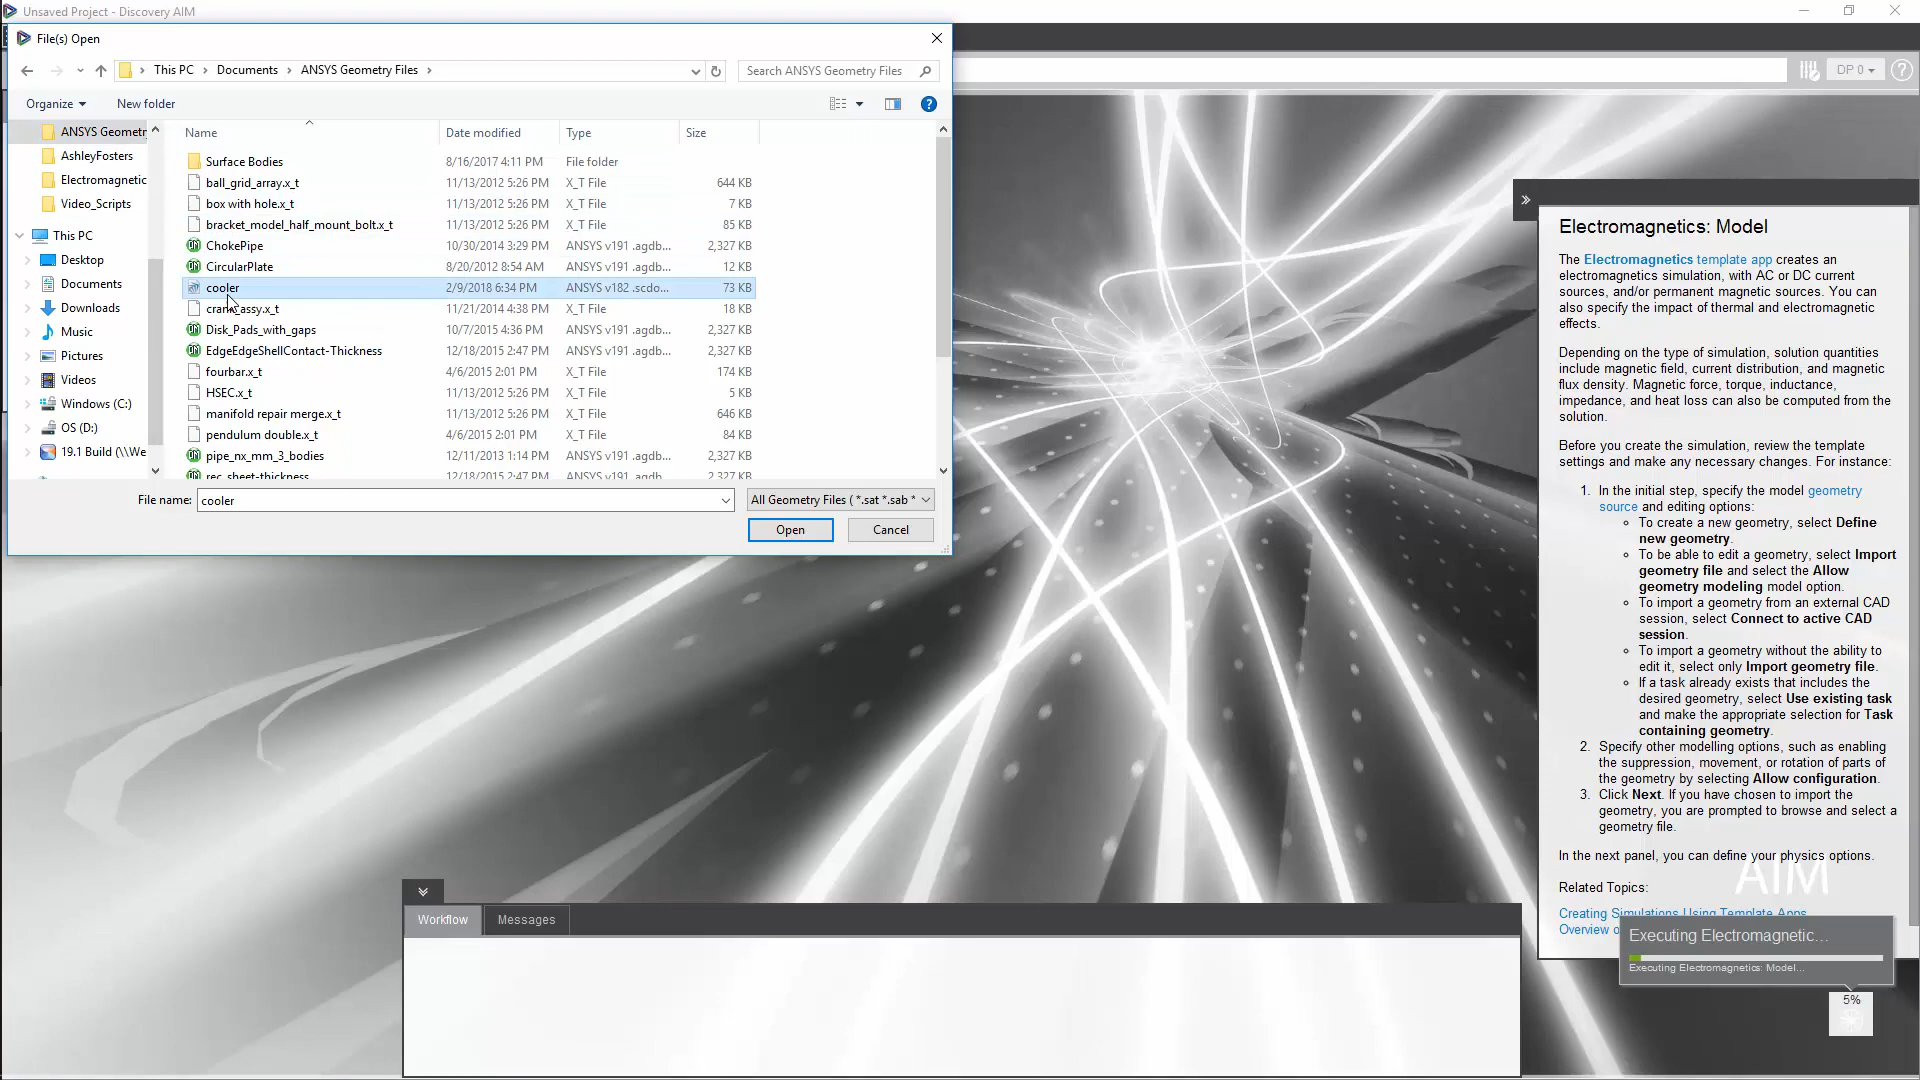 Unsaved Project - Discovery AIM
File(s) Open
This PC > Documents > ANSYS Geometry Files >
Search ANSYS Geometry Files
DP 0
Organize
New folder
Name Date modified Type Size
ANSYS Geometr
AshleyFosters
Electromagnetic
Video_Scripts
This PC
Desktop
Documents
Downloads
Music
Pictures
Videos
Windows (C:)
OS (D:)
19.1 Build (\\We
Surface Bodies 8/16/2017 4:11 PM File folder
ball_grid_array.x_t 11/13/2012 5:26 PM X_T File 644 KB
box with hole.x_t 11/13/2012 5:26 PM X_T File 7 KB
bracket_model_half_mount_bolt.x_t 11/13/2012 5:26 PM X_T File 85 KB
ChokePipe 10/30/2014 3:29 PM ANSYS v191 .agdb... 2,327 KB
CircularPlate 8/20/2012 8:54 AM ANSYS v191 .agdb... 12 KB
cooler 2/9/2018 6:34 PM ANSYS v182 .scdo... 73 KB
crank_assy.x_t 11/21/2014 4:38 PM X_T File 18 KB
Disk_Pads_with_gaps 10/7/2015 4:36 PM ANSYS v191 .agdb... 2,327 KB
EdgeEdgeShellContact-Thickness 12/18/2015 2:47 PM ANSYS v191 .agdb... 2,327 KB
fourbar.x_t 4/6/2015 2:01 PM X_T File 174 KB
HSEC.x_t 11/13/2012 5:26 PM X_T File 5 KB
manifold repair merge.x_t 11/13/2012 5:26 PM X_T File 646 KB
pendulum double.x_t 4/6/2015 2:01 PM X_T File 84 KB
pipe_nx_mm_3_bodies 12/11/2013 1:14 PM ANSYS v191 .agdb... 2,327 KB
rec_sheet-thickness 12/18/2015 2:47 PM ANSYS v191 .agdb... 2,327 KB
File name: cooler
All Geometry Files ( *.sat *.sab *
Open
Cancel
Electromagnetics: Model
The Electromagnetics template app creates an
electromagnetics simulation, with AC or DC current
sources, and/or permanent magnetic sources. You can
also specify the impact of thermal and electromagnetic
effects.
Depending on the type of simulation, solution quantities
include magnetic field, current distribution, and magnetic
flux density. Magnetic force, torque, inductance,
impedance, and heat loss can also be computed from the
solution.
Before you create the simulation, review the template
settings and make any necessary changes. For instance:
1. In the initial step, specify the model geometry
source and editing options:
To create a new geometry, select Define
new geometry.
To be able to edit a geometry, select Import
geometry file and select the Allow
geometry modeling model option.
To import a geometry from an external CAD
session, select Connect to active CAD
session.
To import a geometry without the ability to
edit it, select only Import geometry file.
If a task already exists that includes the
desired geometry, select Use existing task
and make the appropriate selection for Task
containing geometry.
2. Specify other modelling options, such as enabling
the suppression, movement, or rotation of parts of
the geometry by selecting Allow configuration.
3. Click Next. If you have chosen to import the
geometry, you are prompted to browse and select a
geometry file.
In the next panel, you can define your physics options.
AIM
Related Topics:
Creating Simulations Using Template Apps
Overview o
Executing Electromagnetic...
Executing Electromagnetics: Model...
5%
Workflow
Messages